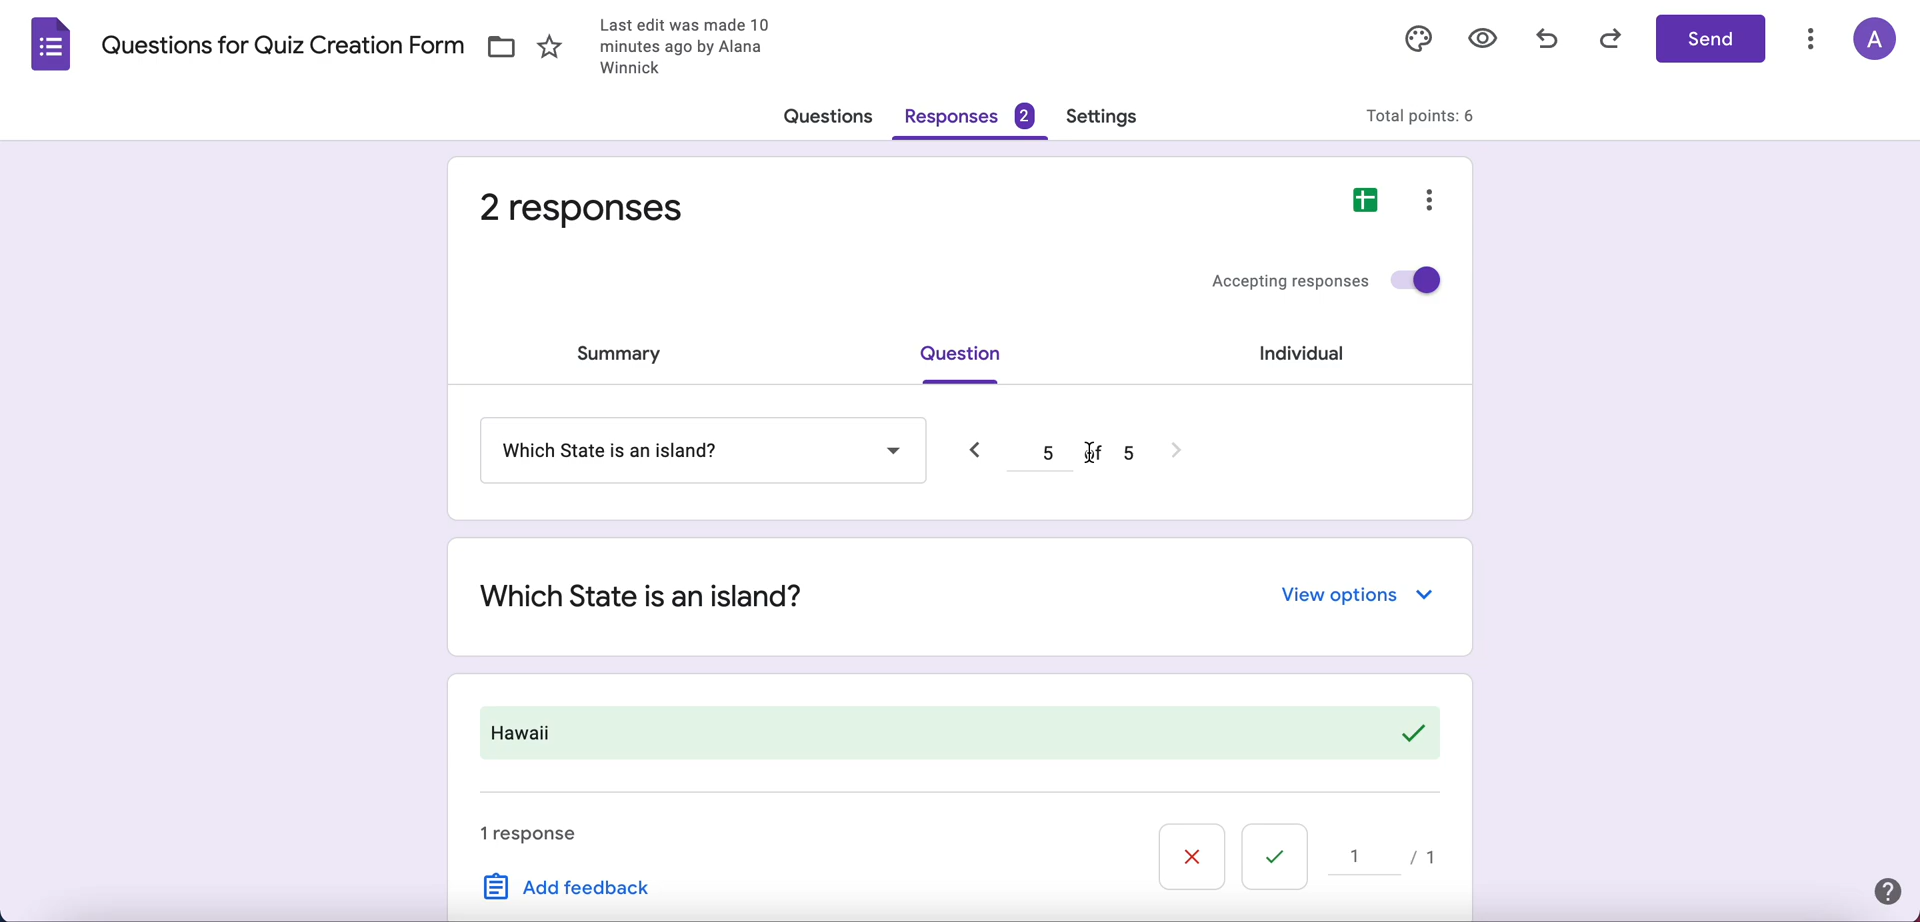 Questions for Quiz Creation Form
Last edit was made 10
minutes ago by Alana
Winnick
Send
A
Questions
Responses 2
Settings
Total points: 6
2 responses
Accepting responses
Summary
Question
Individual
Which State is an island?
5 of 5
Which State is an island?
View options
Hawaii
1 response
1 / 1
Add feedback
?